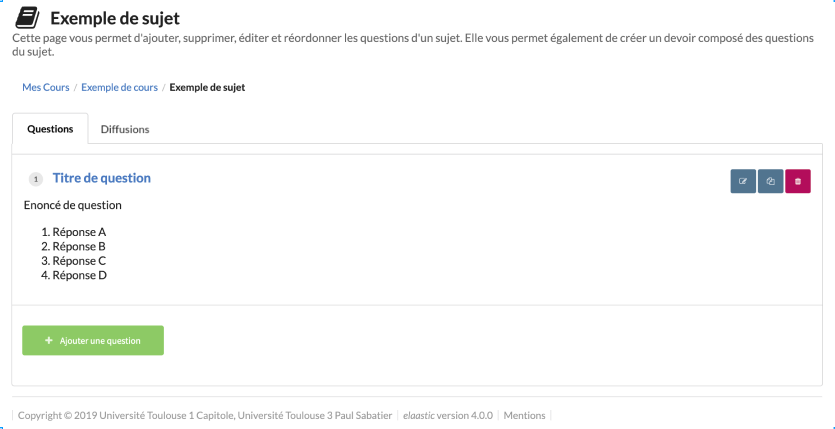 Exemple de sujet
Cette page vous permet d'ajouter, supprimer, éditer et réordonner les questions d'un sujet. Elle vous permet également de créer un devoir composé des questions
du sujet.
Mes Cours / Exemple de cours / Exemple de sujet
Questions Diffusions
1 Titre de question
Enoncé de question
1. Réponse A
2. Réponse B
3. Réponse C
4. Réponse D
+ Ajouter une question
Copyright © 2019 Université Toulouse 1 Capitole, Université Toulouse 3 Paul Sabatier elaastic version 4.0.0 Mentions